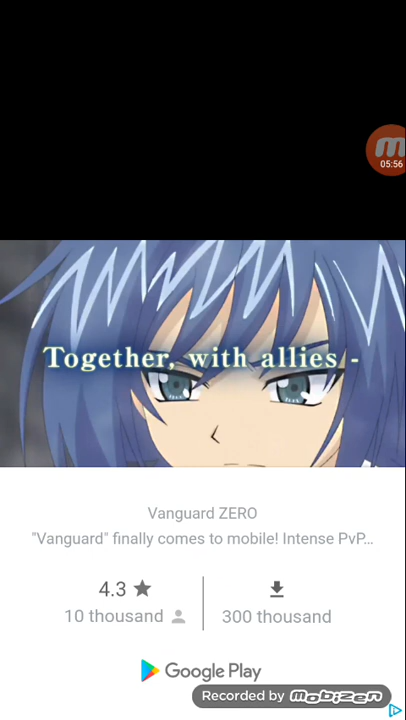 05:56
Together, with allies -
Vanguard ZERO
"Vanguard" finally comes to mobile! Intense PvP...
4.3
10 thousand
300 thousand
Google Play
Recorded by Mobizen